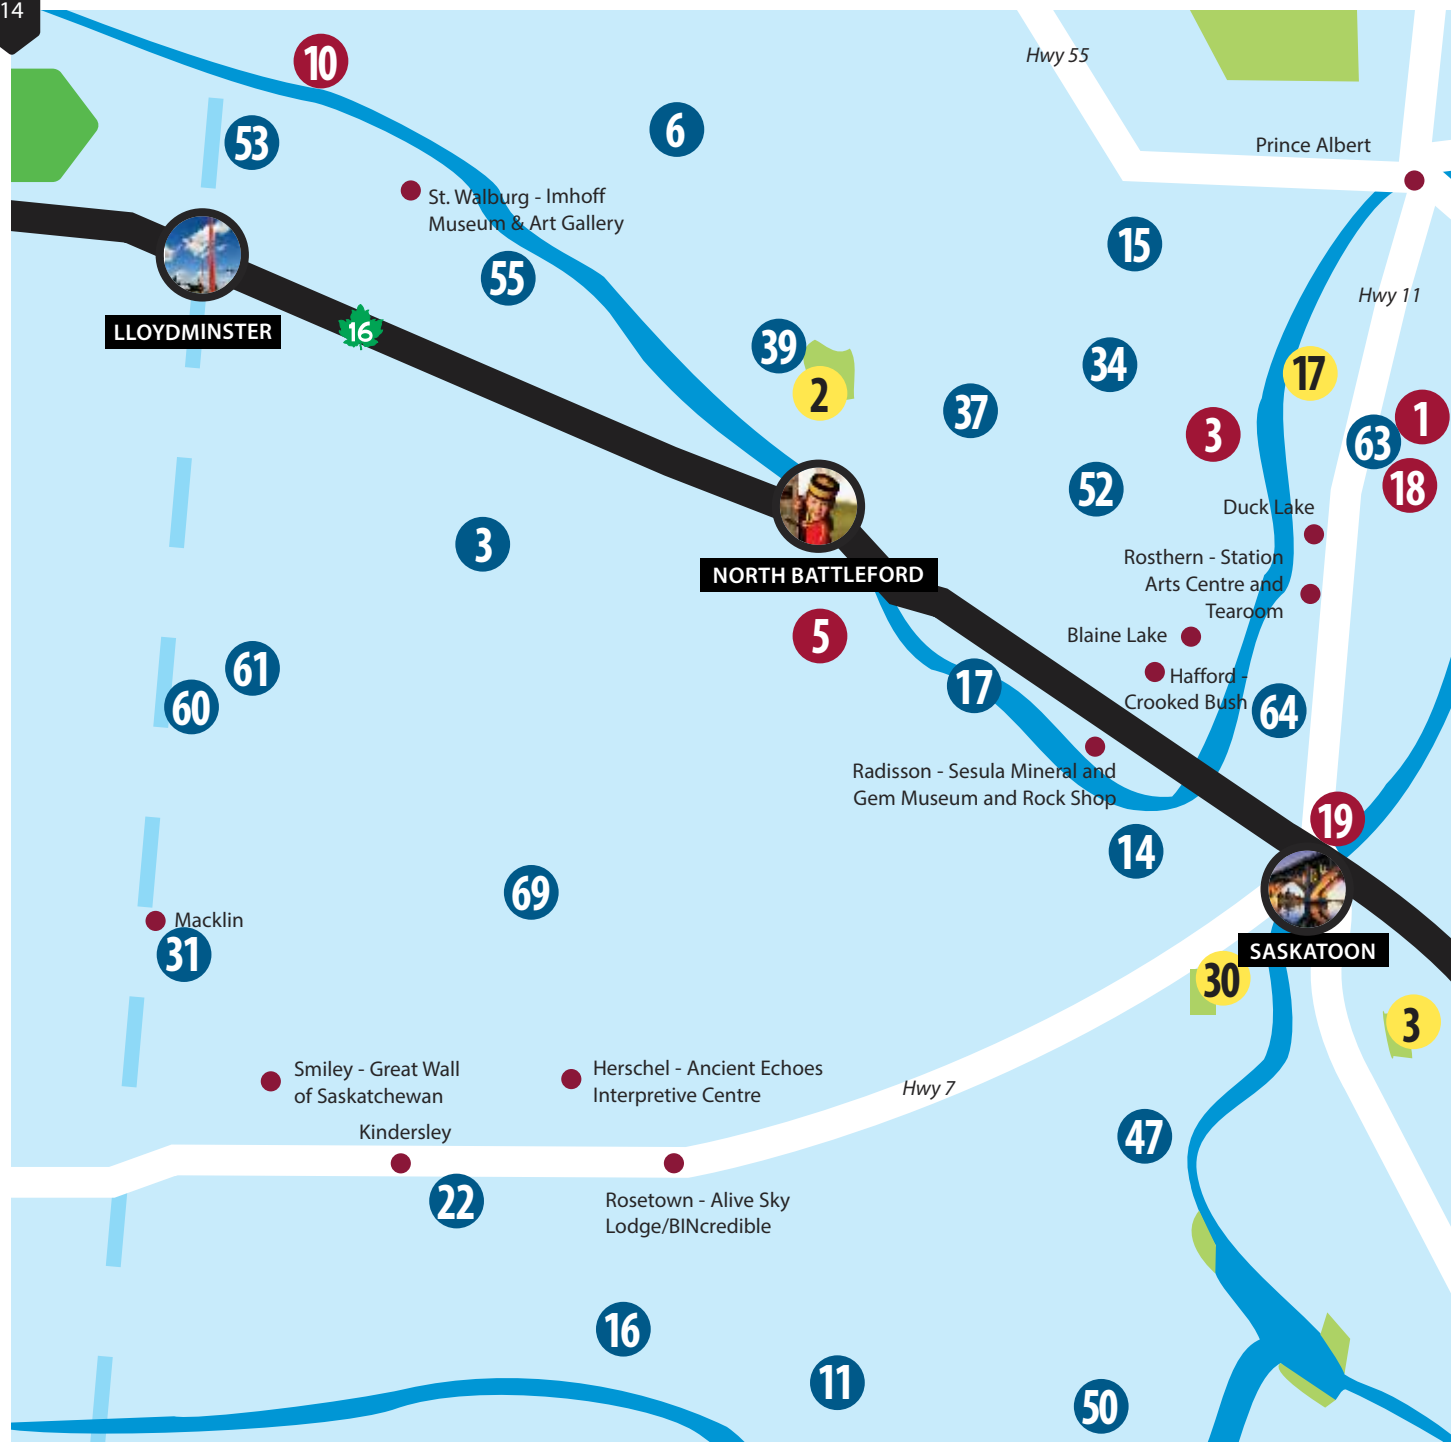 14
10
Hwy 55
6
53
Prince Albert
St. Walburg - Imhoff
Museum & Art Gallery
15
55
Hwy 11
LLOYDMINSTER
16
39
2
34
17
37
3
1
63
18
52
Duck Lake
3
Rosthern - Station
Arts Centre and
Tearoom
NORTH BATTLEFORD
5
Blaine Lake
61
60
17
Hafford -
Crooked Bush
64
Radisson - Sesula Mineral and
Gem Museum and Rock Shop
19
14
69
Macklin
31
SASKATOON
30
3
Smiley - Great Wall
of Saskatchewan
Herschel - Ancient Echoes
Interpretive Centre
Hwy 7
Kindersley
47
22
Rosetown - Alive Sky
Lodge/BINcredible
16
11
50